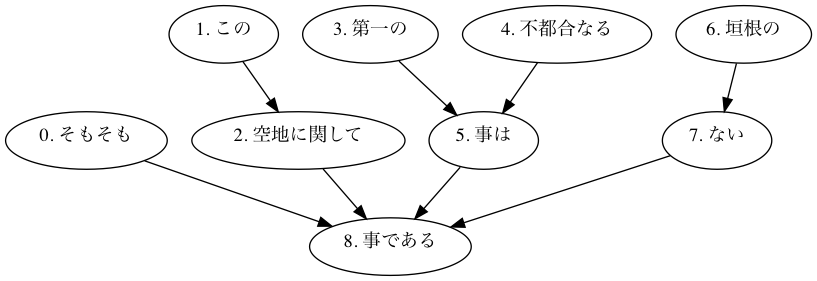 1. この
3. 第一の
4. 不都合なる
6. 垣根の
0. そもそも
2. 空地に関して
5. 事は
7. ない
8. 事である